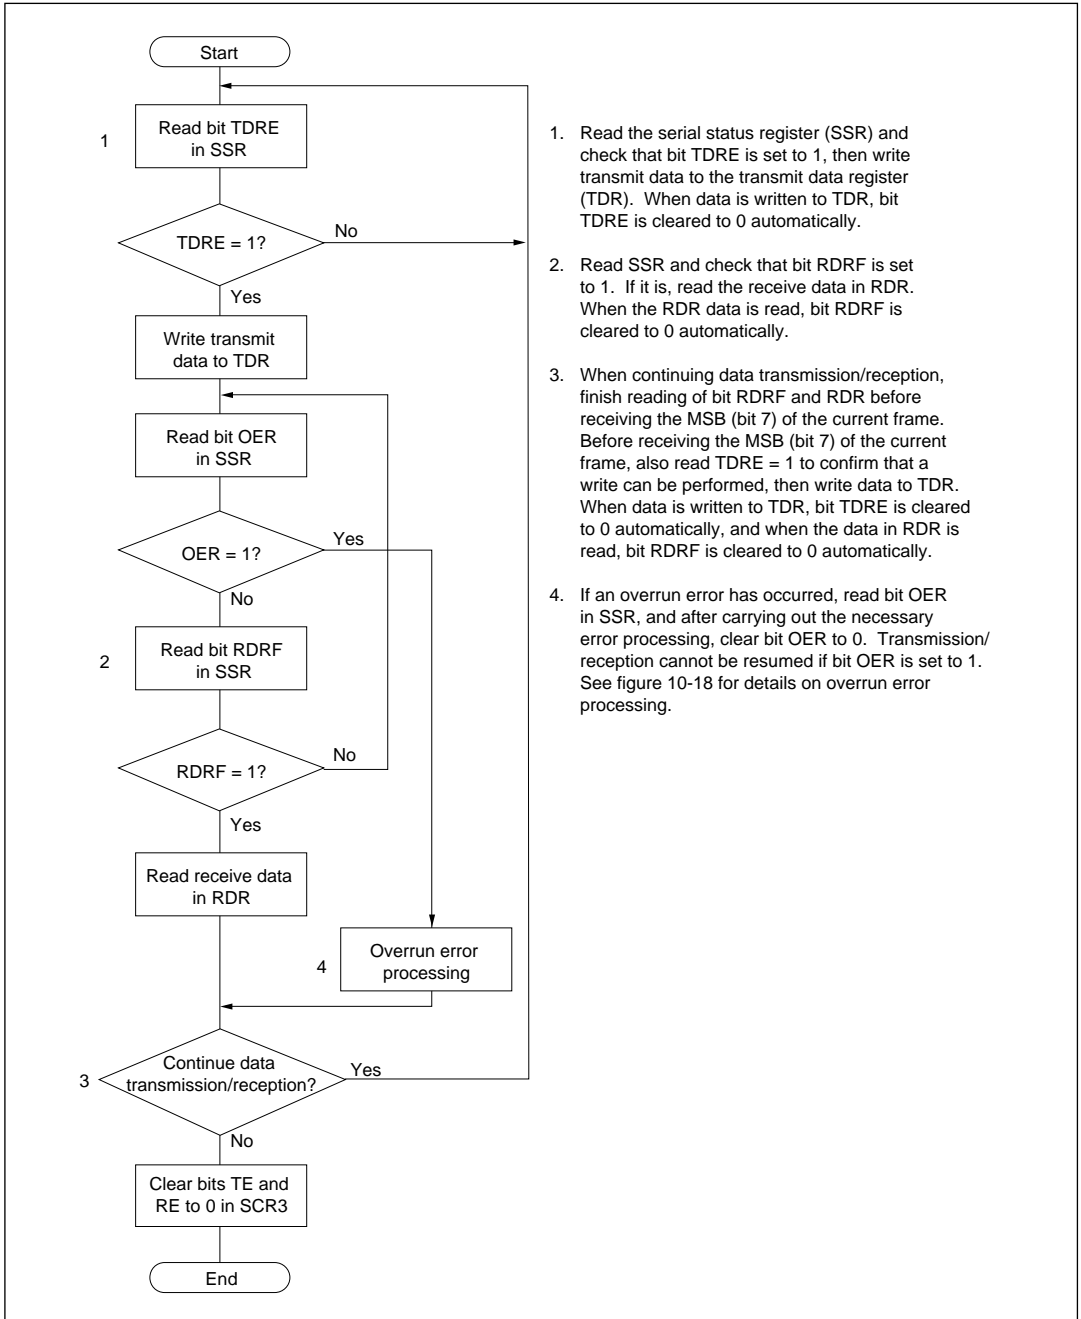 Start
1
Read bit TDRE
in SSR
TDRE = 1?
No
Yes
Write transmit
data to TDR
Read bit OER
in SSR
OER = 1?
Yes
No
2
Read bit RDRF
in SSR
RDRF = 1?
No
Yes
Read receive data
in RDR
4
Overrun error
processing
3
Continue data
transmission/reception?
Yes
No
Clear bits TE and
RE to 0 in SCR3
End
1. Read the serial status register (SSR) and
check that bit TDRE is set to 1, then write
transmit data to the transmit data register
(TDR). When data is written to TDR, bit
TDRE is cleared to 0 automatically.
2. Read SSR and check that bit RDRF is set
to 1. If it is, read the receive data in RDR.
When the RDR data is read, bit RDRF is
cleared to 0 automatically.
3. When continuing data transmission/reception,
finish reading of bit RDRF and RDR before
receiving the MSB (bit 7) of the current frame.
Before receiving the MSB (bit 7) of the current
frame, also read TDRE = 1 to confirm that a
write can be performed, then write data to TDR.
When data is written to TDR, bit TDRE is cleared
to 0 automatically, and when the data in RDR is
read, bit RDRF is cleared to 0 automatically.
4. If an overrun error has occurred, read bit OER
in SSR, and after carrying out the necessary
error processing, clear bit OER to 0. Transmission/
reception cannot be resumed if bit OER is set to 1.
See figure 10-18 for details on overrun error
processing.